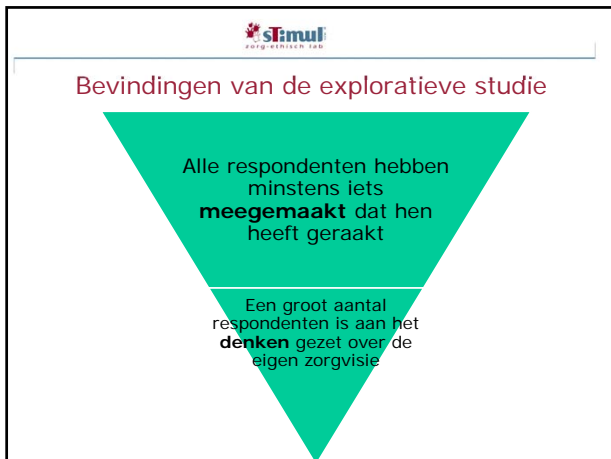 sTimul
zorg-ethisch lab
Bevindingen van de exploratieve studie
Alle respondenten hebben
minstens iets
meegemaakt dat hen
heeft geraakt
Een groot aantal
respondenten is aan het
denken gezet over de
eigen zorgvisie